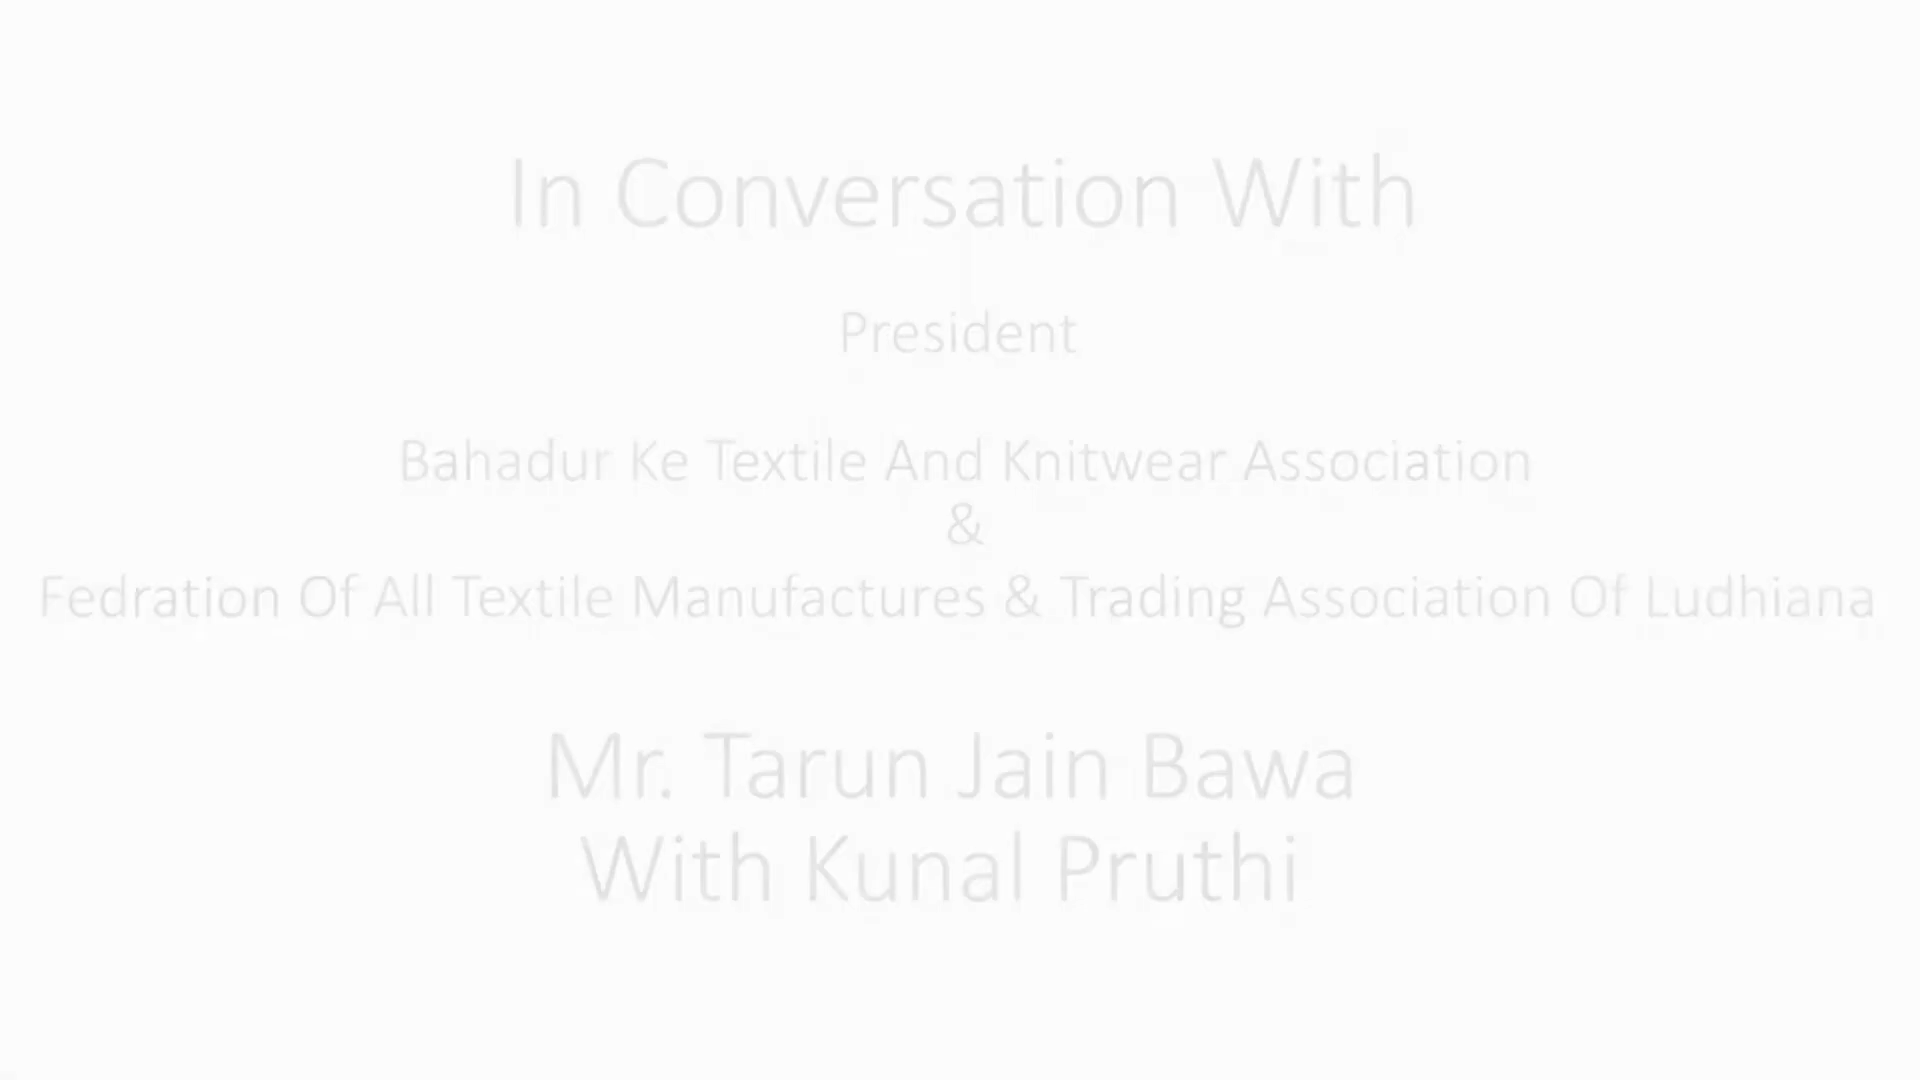 In Conversation With
President
Bahadur Ke Textile And Knitwear Association
&
Fedration Of All Textile Manufactures & Trading Association Of Ludhiana
Mr. Tarun Jain Bawa
With Kunal Pruthi